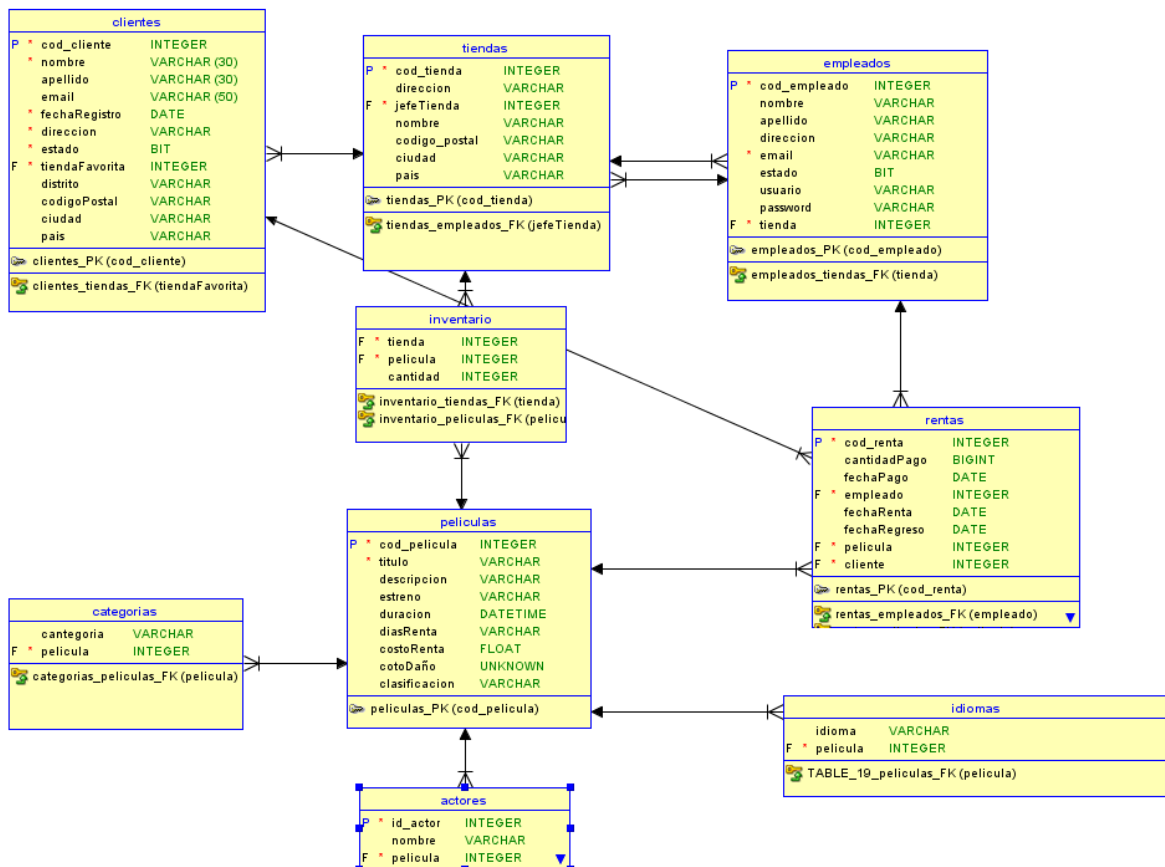 clientes
P * cod_cliente INTEGER
* nombre VARCHAR (30)
apellido VARCHAR (30)
email VARCHAR (50)
* fechaRegistro DATE
* direccion VARCHAR
* estado BIT
F * tiendaFavorita INTEGER
distrito VARCHAR
codigoPostal VARCHAR
ciudad VARCHAR
pais VARCHAR
clientes_PK (cod_cliente)
clientes_tiendas_FK (tiendaFavorita)
tiendas
P * cod_tienda INTEGER
direccion VARCHAR
F * jefeTienda INTEGER
nombre VARCHAR
codigo_postal VARCHAR
ciudad VARCHAR
pais VARCHAR
tiendas_PK (cod_tienda)
tiendas_empleados_FK (jefeTienda)
empleados
P * cod_empleado INTEGER
nombre VARCHAR
apellido VARCHAR
direccion VARCHAR
* email VARCHAR
estado BIT
usuario VARCHAR
password VARCHAR
F * tienda INTEGER
empleados_PK (cod_empleado)
empleados_tiendas_FK (tienda)
inventario
F * tienda INTEGER
F * pelicula INTEGER
cantidad INTEGER
inventario_tiendas_FK (tienda)
inventario_peliculas_FK (pelicu
rentas
P * cod_renta INTEGER
cantidadPago BIGINT
fechaPago DATE
F * empleado INTEGER
fechaRenta DATE
fechaRegreso DATE
F * pelicula INTEGER
F * cliente INTEGER
rentas_PK (cod_renta)
rentas_empleados_FK (empleado)
peliculas
P * cod_pelicula INTEGER
* titulo VARCHAR
descripcion VARCHAR
estreno VARCHAR
duracion DATETIME
diasRenta VARCHAR
costoRenta FLOAT
cotoDaño UNKNOWN
clasificacion VARCHAR
peliculas_PK (cod_pelicula)
categorias
cantegoria VARCHAR
F * pelicula INTEGER
categorias_peliculas_FK (pelicula)
idiomas
idioma VARCHAR
F * pelicula INTEGER
TABLE_19_peliculas_FK (pelicula)
actores
P * id_actor INTEGER
nombre VARCHAR
F * pelicula INTEGER